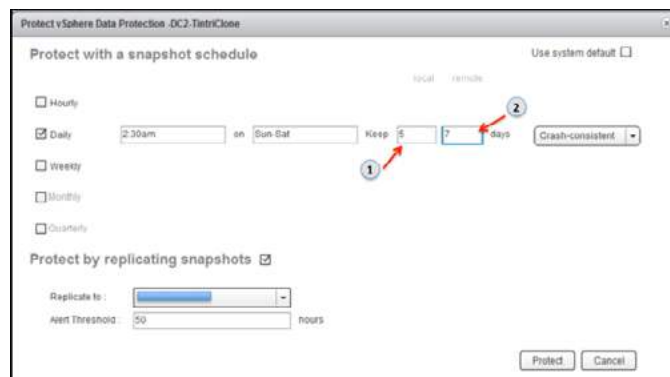 Protect vSphere Data Protection -DC2-TintriClone
Protect with a snapshot schedule Use system default
local remote
Hourly
2
Daily 2:30am on Sun-Sat Keep 5 7 days Crash-consistent
1
Weekly
Monthly
Quarterly
Protect by replicating snapshots
Replicate to :
Alert Threshold : 50 hours
Protect Cancel